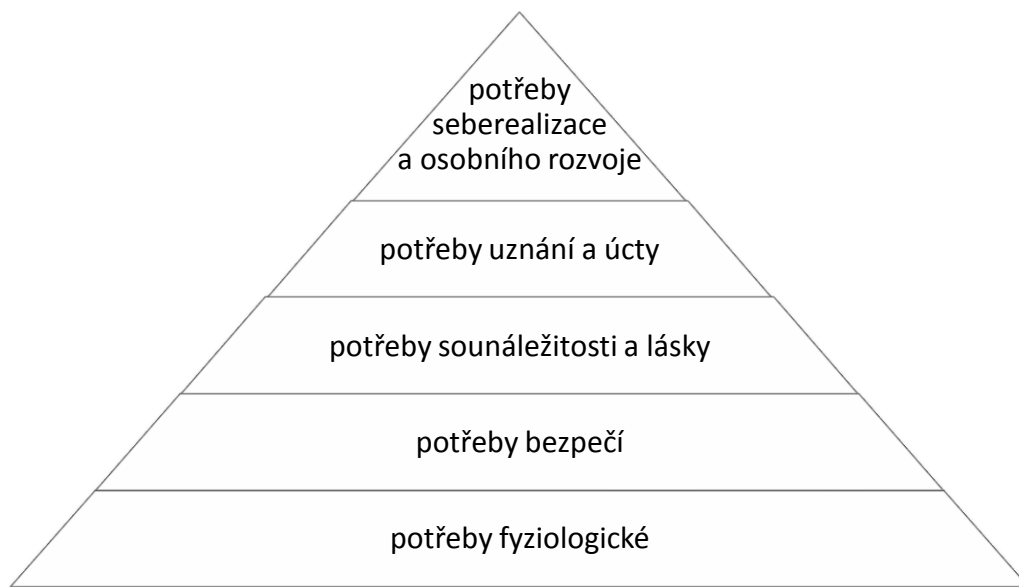 potřeby
seberealizace
a osobního rozvoje
potřeby uznání a úcty
potřeby sounáležitosti a lásky
potřeby bezpečí
potřeby fyziologické